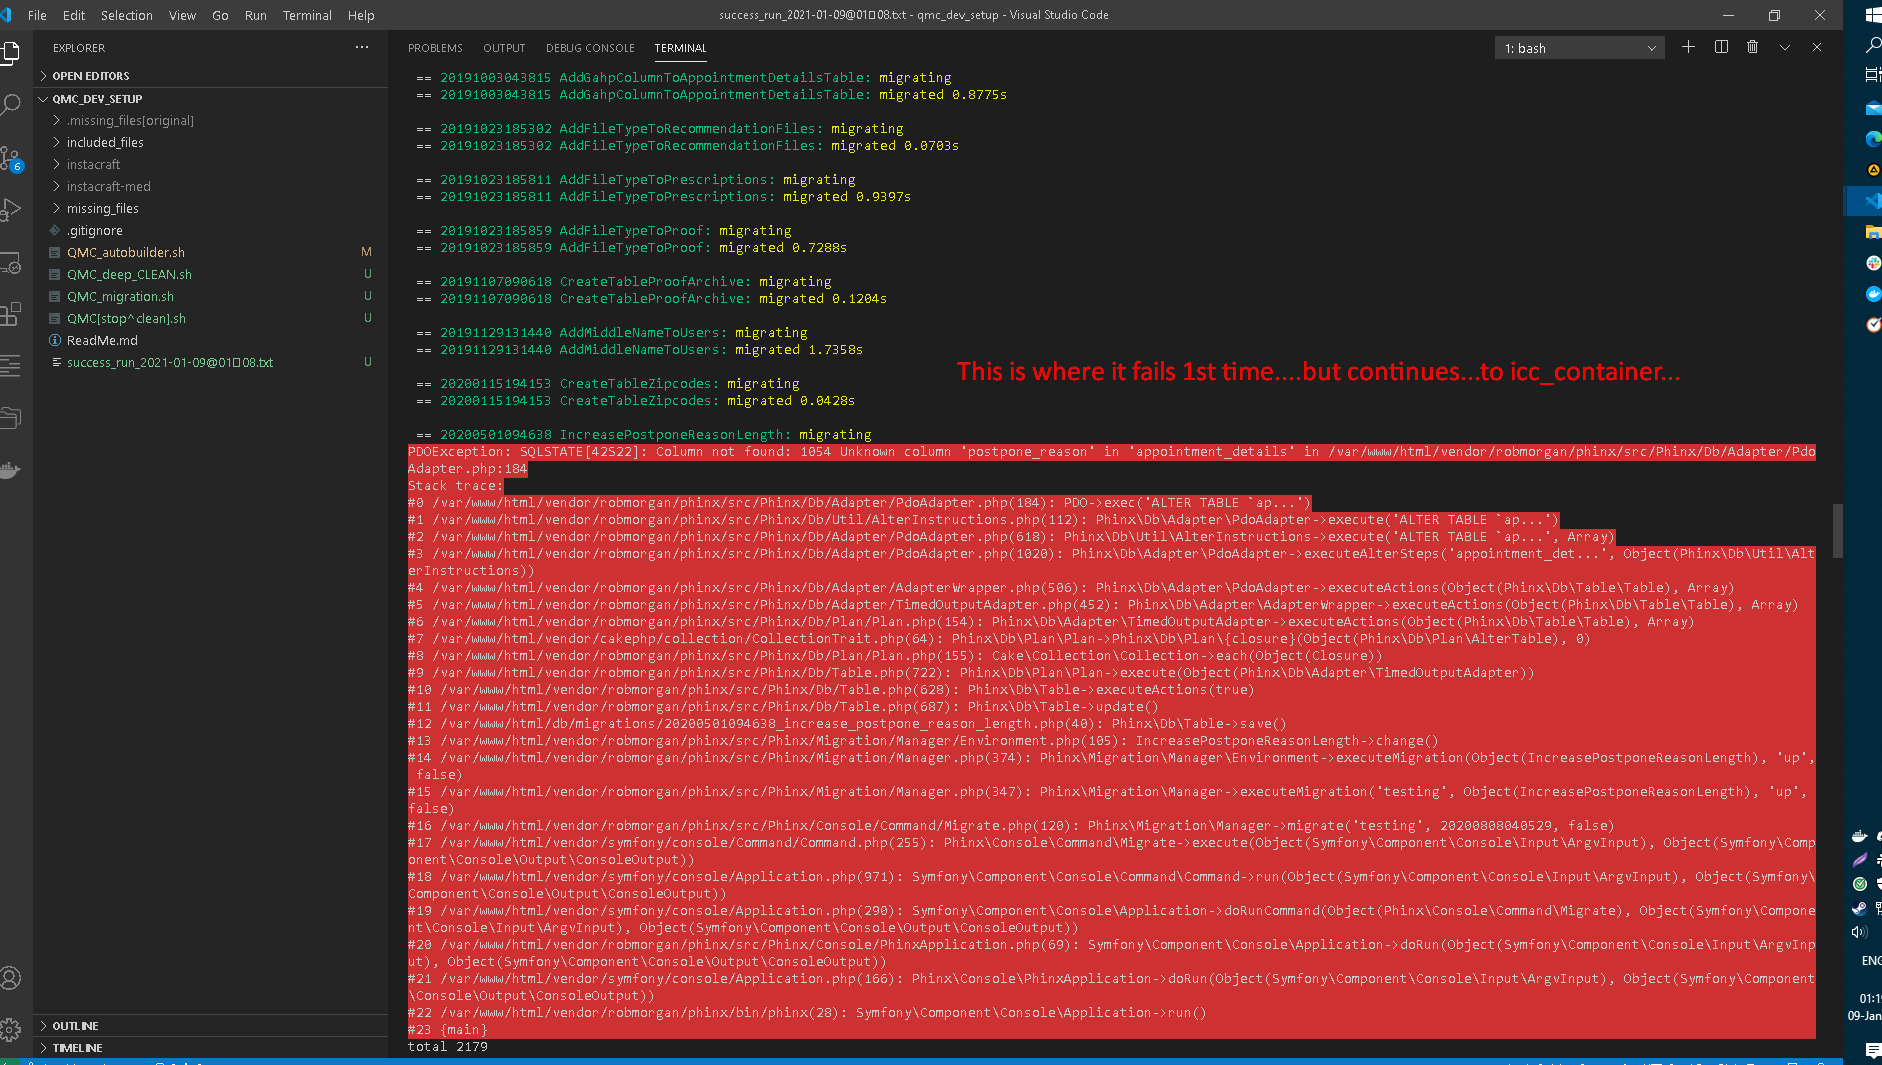 File Edit Selection View Go Run Terminal Help
success_run_2021-01-09@01▯08.txt - qmc_dev_setup - Visual Studio Code
EXPLORER
OPEN EDITORS
QMC_DEV_SETUP
.missing_files[original]
included_files
instacraft
instacraft-med
missing_files
.gitignore
QMC_autobuilder.sh M
QMC_deep_CLEAN.sh U
QMC_migration.sh U
QMC[stop^clean].sh U
ReadMe.md
success_run_2021-01-09@01▯08.txt U
OUTLINE
TIMELINE
6
PROBLEMS OUTPUT DEBUG CONSOLE TERMINAL
1: bash
== 20191003043815 AddGahpColumnToAppointmentDetailsTable: migrating
== 20191003043815 AddGahpColumnToAppointmentDetailsTable: migrated 0.8775s
== 20191023185302 AddFileTypeToRecommendationFiles: migrating
== 20191023185302 AddFileTypeToRecommendationFiles: migrated 0.0703s
== 20191023185811 AddFileTypeToPrescriptions: migrating
== 20191023185811 AddFileTypeToPrescriptions: migrated 0.9397s
== 20191023185859 AddFileTypeToProof: migrating
== 20191023185859 AddFileTypeToProof: migrated 0.7288s
== 20191107090618 CreateTableProofArchive: migrating
== 20191107090618 CreateTableProofArchive: migrated 0.1204s
== 20191129131440 AddMiddleNameToUsers: migrating
== 20191129131440 AddMiddleNameToUsers: migrated 1.7358s
This is where it fails 1st time....but continues...to icc_container...
== 20200115194153 CreateTableZipcodes: migrating
== 20200115194153 CreateTableZipcodes: migrated 0.0428s
== 20200501094638 IncreasePostponeReasonLength: migrating
PDOException: SQLSTATE[42S22]: Column not found: 1054 Unknown column 'postpone_reason' in 'appointment_details' in /var/www/html/vendor/robmorgan/phinx/src/Phinx/Db/Adapter/Pdo
Adapter.php:184
Stack trace:
#0 /var/www/html/vendor/robmorgan/phinx/src/Phinx/Db/Adapter/PdoAdapter.php(184): PDO->exec('ALTER TABLE `ap...')
#1 /var/www/html/vendor/robmorgan/phinx/src/Phinx/Db/Util/AlterInstructions.php(112): Phinx\Db\Adapter\PdoAdapter->execute('ALTER TABLE `ap...')
#2 /var/www/html/vendor/robmorgan/phinx/src/Phinx/Db/Adapter/PdoAdapter.php(618): Phinx\Db\Util\AlterInstructions->execute('ALTER TABLE `ap...', Array)
#3 /var/www/html/vendor/robmorgan/phinx/src/Phinx/Db/Adapter/PdoAdapter.php(1020): Phinx\Db\Adapter\PdoAdapter->executeAlterSteps('appointment_det...', Object(Phinx\Db\Util\Alt
erInstructions))
#4 /var/www/html/vendor/robmorgan/phinx/src/Phinx/Db/Adapter/AdapterWrapper.php(506): Phinx\Db\Adapter\PdoAdapter->executeActions(Object(Phinx\Db\Table\Table), Array)
#5 /var/www/html/vendor/robmorgan/phinx/src/Phinx/Db/Adapter/TimedOutputAdapter.php(452): Phinx\Db\Adapter\AdapterWrapper->executeActions(Object(Phinx\Db\Table\Table), Array)
#6 /var/www/html/vendor/robmorgan/phinx/src/Phinx/Db/Plan/Plan.php(154): Phinx\Db\Adapter\TimedOutputAdapter->executeActions(Object(Phinx\Db\Table\Table), Array)
#7 /var/www/html/vendor/cakephp/collection/CollectionTrait.php(64): Phinx\Db\Plan\Plan->Phinx\Db\Plan\{closure}(Object(Phinx\Db\Plan\AlterTable), 0)
#8 /var/www/html/vendor/robmorgan/phinx/src/Phinx/Db/Plan/Plan.php(155): Cake\Collection\Collection->each(Object(Closure))
#9 /var/www/html/vendor/robmorgan/phinx/src/Phinx/Db/Table.php(722): Phinx\Db\Plan\Plan->execute(Object(Phinx\Db\Adapter\TimedOutputAdapter))
#10 /var/www/html/vendor/robmorgan/phinx/src/Phinx/Db/Table.php(628): Phinx\Db\Table->executeActions(true)
#11 /var/www/html/vendor/robmorgan/phinx/src/Phinx/Db/Table.php(687): Phinx\Db\Table->update()
#12 /var/www/html/db/migrations/20200501094638_increase_postpone_reason_length.php(40): Phinx\Db\Table->save()
#13 /var/www/html/vendor/robmorgan/phinx/src/Phinx/Migration/Manager/Environment.php(105): IncreasePostponeReasonLength->change()
#14 /var/www/html/vendor/robmorgan/phinx/src/Phinx/Migration/Manager.php(374): Phinx\Migration\Manager\Environment->executeMigration(Object(IncreasePostponeReasonLength), 'up',
false)
#15 /var/www/html/vendor/robmorgan/phinx/src/Phinx/Migration/Manager.php(347): Phinx\Migration\Manager->executeMigration('testing', Object(IncreasePostponeReasonLength), 'up',
false)
#16 /var/www/html/vendor/robmorgan/phinx/src/Phinx/Console/Command/Migrate.php(120): Phinx\Migration\Manager->migrate('testing', 20200808040529, false)
#17 /var/www/html/vendor/symfony/console/Command/Command.php(255): Phinx\Console\Command\Migrate->execute(Object(Symfony\Component\Console\Input\ArgvInput), Object(Symfony\Comp
onent\Console\Output\ConsoleOutput))
#18 /var/www/html/vendor/symfony/console/Application.php(971): Symfony\Component\Console\Command\Command->run(Object(Symfony\Component\Console\Input\ArgvInput), Object(Symfony\
Component\Console\Output\ConsoleOutput))
#19 /var/www/html/vendor/symfony/console/Application.php(290): Symfony\Component\Console\Application->doRunCommand(Object(Phinx\Console\Command\Migrate), Object(Symfony\Compone
nt\Console\Input\ArgvInput), Object(Symfony\Component\Console\Output\ConsoleOutput))
#20 /var/www/html/vendor/robmorgan/phinx/src/Phinx/Console/PhinxApplication.php(69): Symfony\Component\Console\Application->doRun(Object(Symfony\Component\Console\Input\ArgvInp
ut), Object(Symfony\Component\Console\Output\ConsoleOutput))
#21 /var/www/html/vendor/symfony/console/Application.php(166): Phinx\Console\PhinxApplication->doRun(Object(Symfony\Component\Console\Input\ArgvInput), Object(Symfony\Component
\Console\Output\ConsoleOutput))
#22 /var/www/html/vendor/robmorgan/phinx/bin/phinx(28): Symfony\Component\Console\Application->run()
#23 {main}
total 2179
ENG
01:1
09-Jan